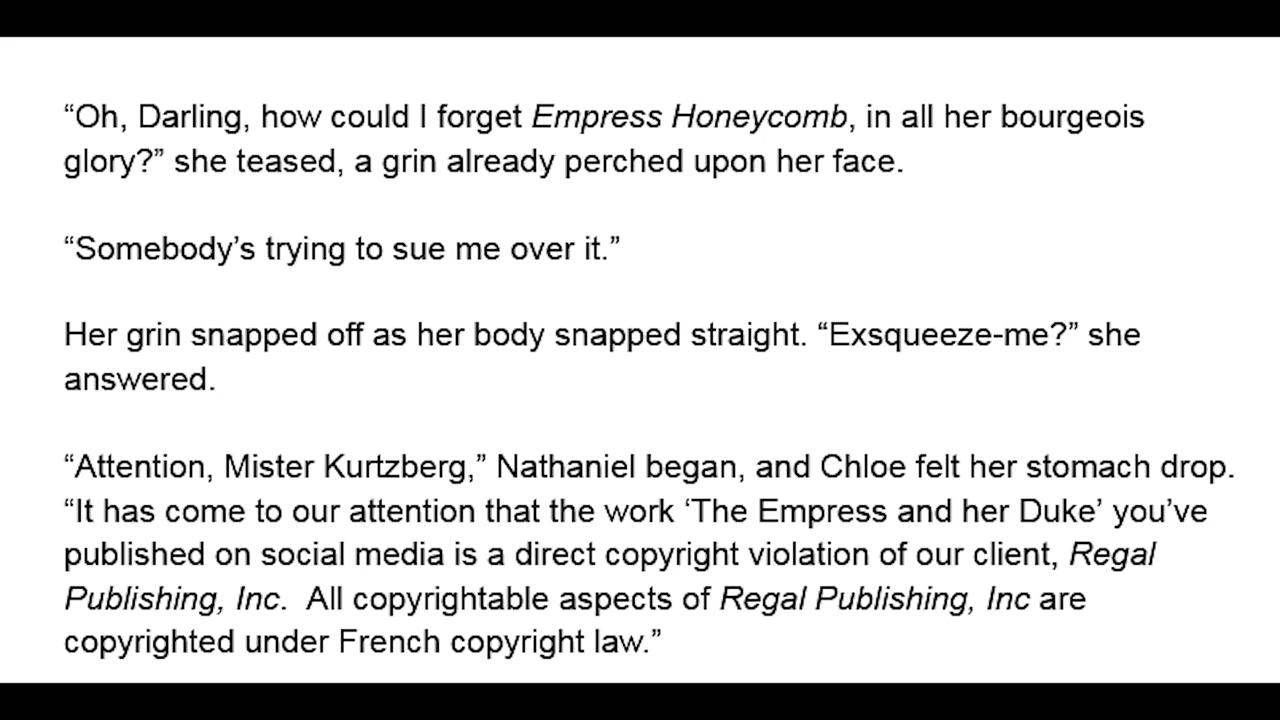 “Oh, Darling, how could I forget Empress Honeycomb, in all her bourgeois
glory?” she teased, a grin already perched upon her face.
“Somebody’s trying to sue me over it.”
Her grin snapped off as her body snapped straight. “Exsqueeze-me?” she
answered.
“Attention, Mister Kurtzberg,” Nathaniel began, and Chloe felt her stomach drop.
“It has come to our attention that the work ‘The Empress and her Duke’ you’ve
published on social media is a direct copyright violation of our client, Regal
Publishing, Inc.  All copyrightable aspects of Regal Publishing, Inc are
copyrighted under French copyright law.”